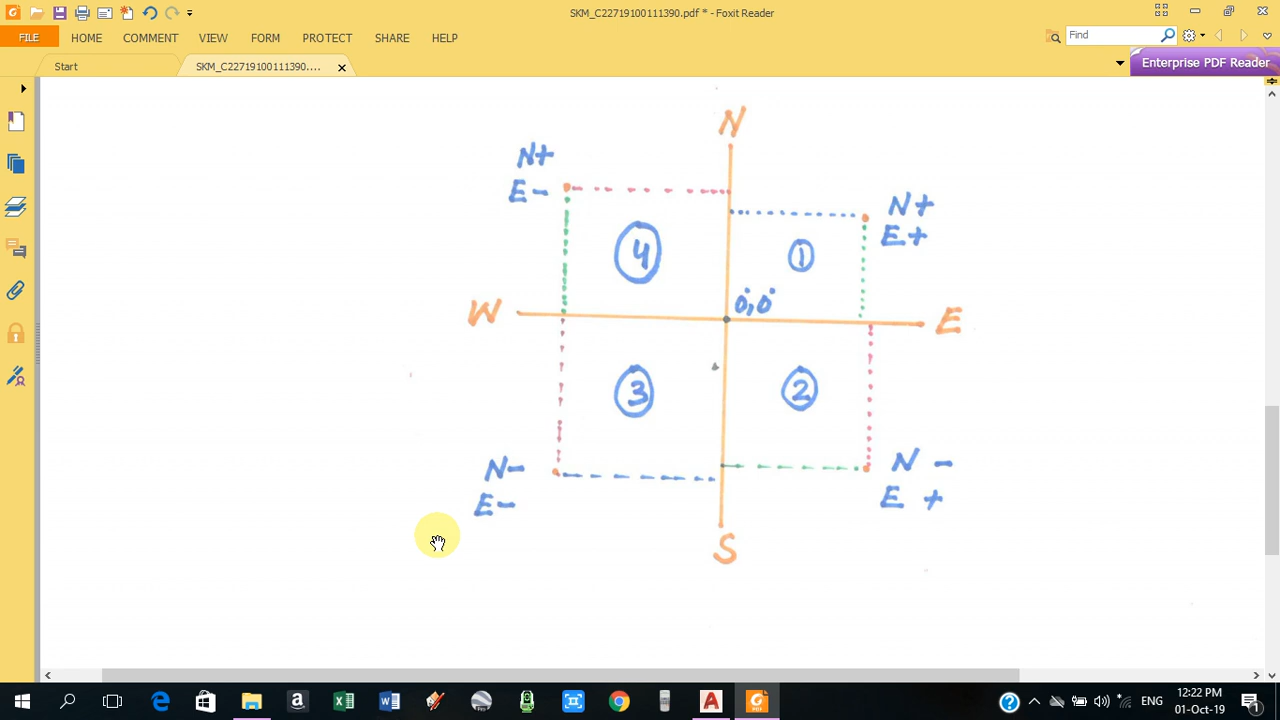 SKM_C22719100111390.pdf * - Foxit Reader
FILE HOME COMMENT VIEW FORM PROTECT SHARE HELP
Find
Start
SKM_C22719100111390....
Enterprise PDF Reader
N
N+
E-
N+
E+
4
1
0,0
W
E
3
2
N-
E-
N -
E +
S
ENG
12:22 PM
01-Oct-19